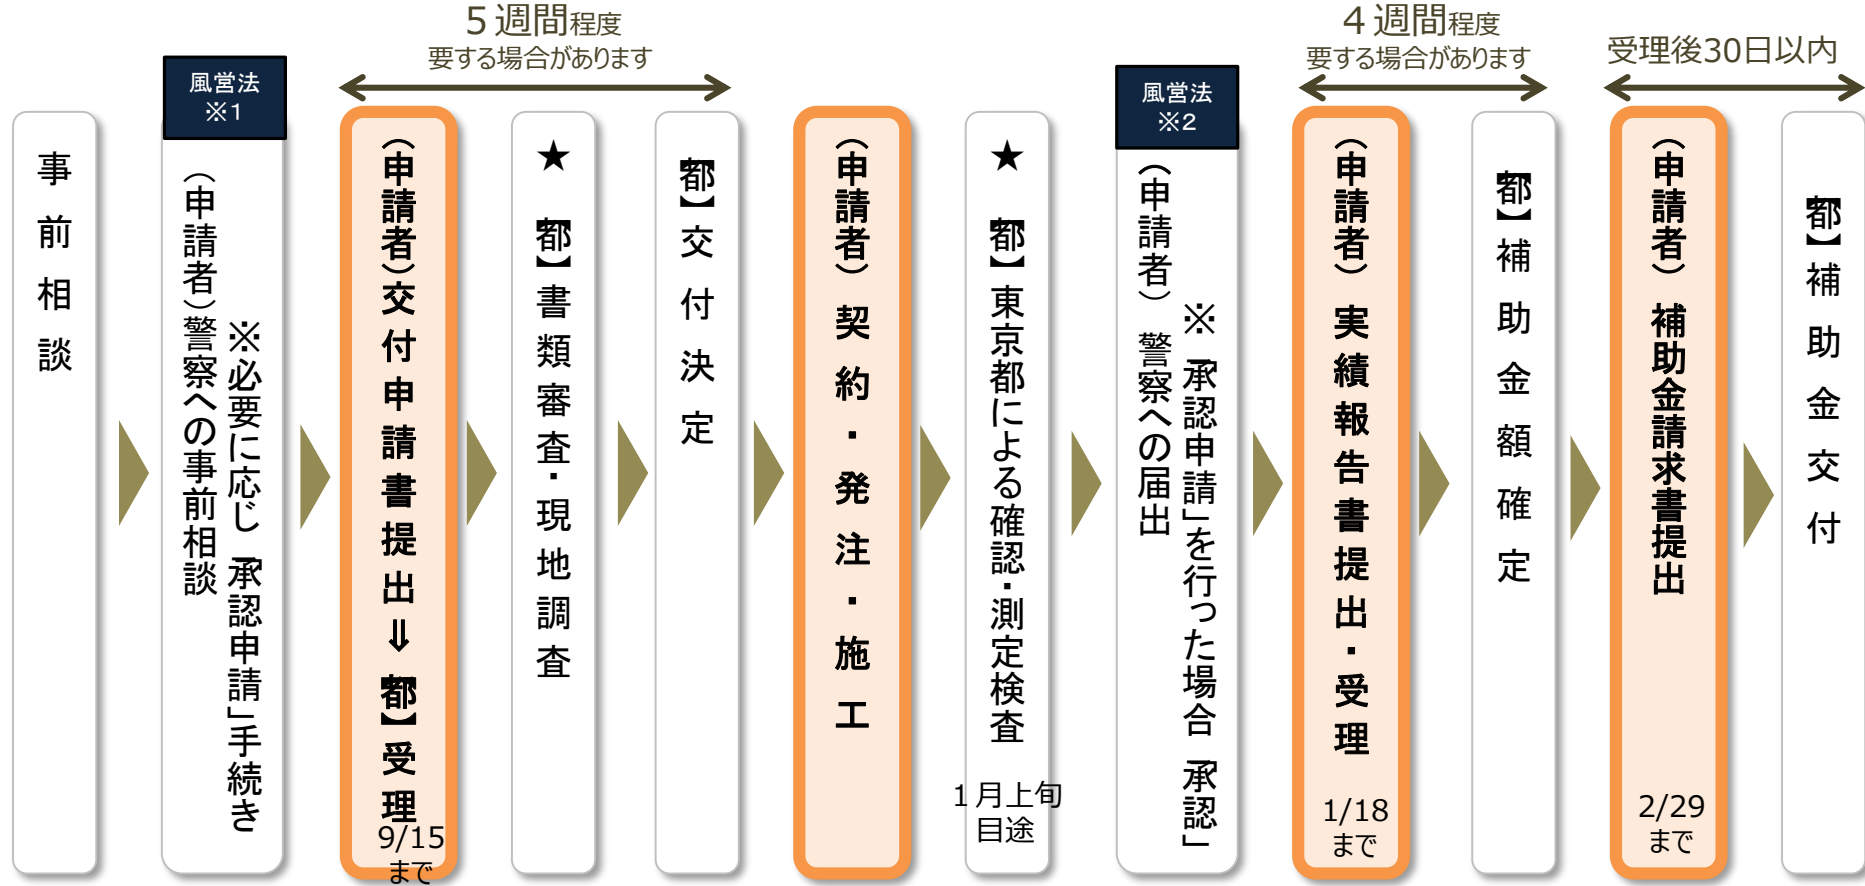 ５週間程度
要する場合があります
４週間程度
要する場合があります
受理後30日以内
事前相談
風営法
※1
（申請者）警察への事前相談
※必要に応じ「承認申請」手続き
（申請者）交付申請書提出⇒【都】受理
9/15
まで
★【都】書類審査・現地調査
【都】交付決定
（申請者）契約・発注・施工
★【都】東京都による確認・測定検査
１月上旬
目途
風営法
※2
（申請者）警察への届出
※「承認申請」を行った場合「承認」
（申請者）実績報告書提出・受理
1/18
まで
【都】補助金額確定
（申請者）補助金請求書提出
2/29
まで
【都】補助金交付